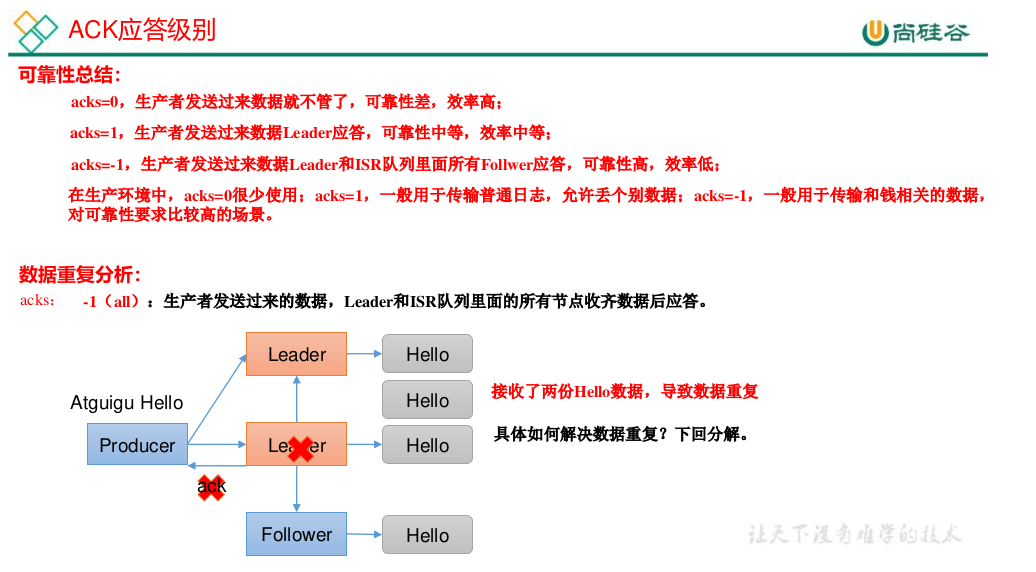 ACK应答级别
尚硅谷
可靠性总结：
acks=0，生产者发送过来数据就不管了，可靠性差，效率高；
acks=1，生产者发送过来数据Leader应答，可靠性中等，效率中等；
acks=-1，生产者发送过来数据Leader和ISR队列里面所有Follwer应答，可靠性高，效率低；
在生产环境中，acks=0很少使用；acks=1，一般用于传输普通日志，允许丢个别数据；acks=-1，一般用于传输和钱相关的数据，
对可靠性要求比较高的场景。
数据重复分析：
acks： -1（all）：生产者发送过来的数据，Leader和ISR队列里面的所有节点收齐数据后应答。
Leader
Hello
Hello
接收了两份Hello数据，导致数据重复
Atguigu Hello
Producer
Leader
Hello
具体如何解决数据重复？下回分解。
ack
Follower
Hello
让天下没有难学的技术